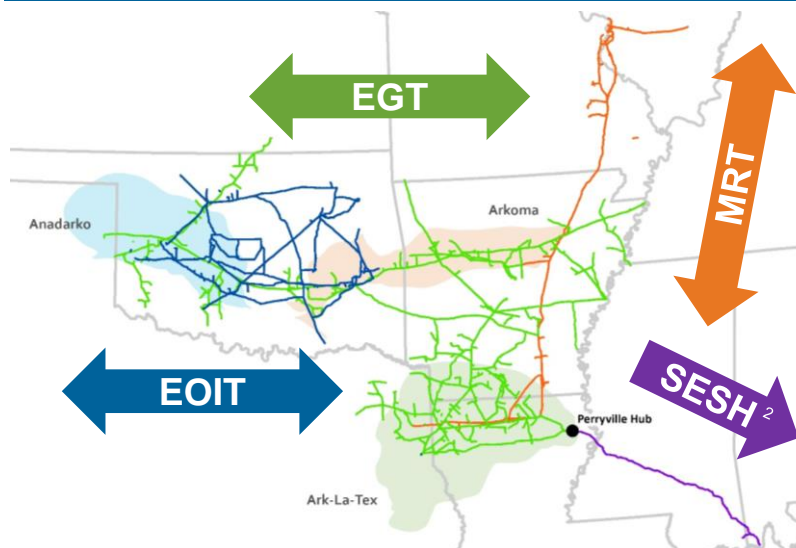 EGT
MRT
Anadarko
Arkoma
EOIT
SESH 2
Perryville Hub
Ark-La-Tex